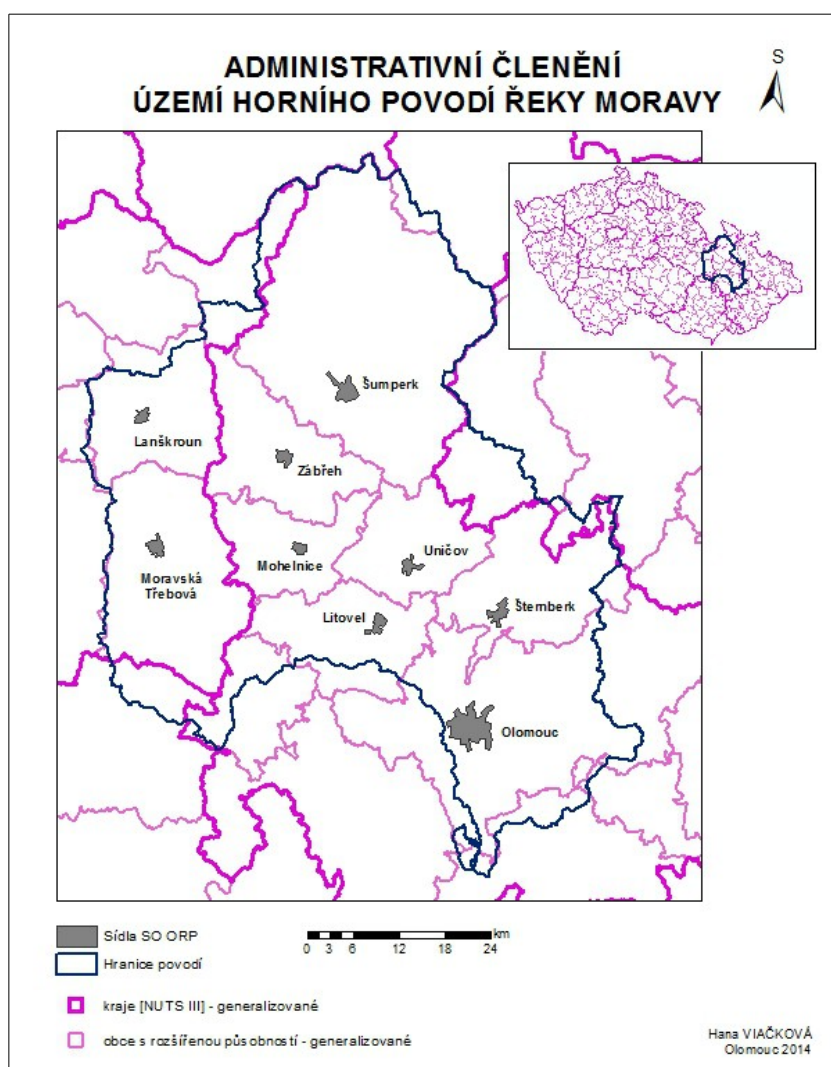 ADMINISTRATIVNÍ ČLENĚNÍ
ÚZEMÍ HORNÍHO POVODÍ ŘEKY MORAVY
S
Šumperk
Lanškroun
Zábřeh
Moravská
Třebová
Mohelnice
Uničov
Litovel
Šternberk
Olomouc
Sídla SO ORP
Hranice povodí
km
0 3 6 12 18 24
kraje [NUTS III] - generalizované
obce s rozšířenou působností - generalizované
Hana VIAČKOVÁ
Olomouc 2014